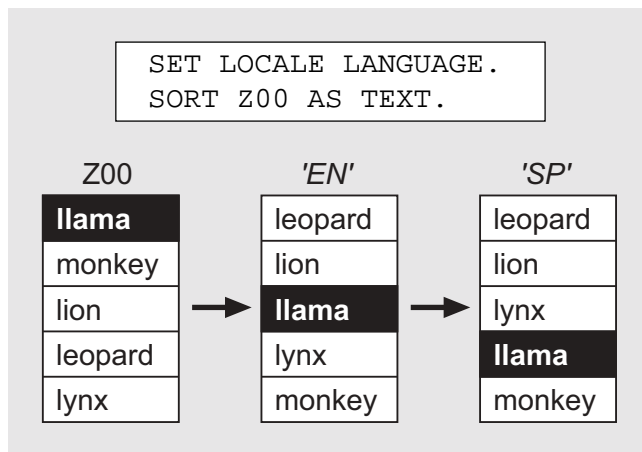 SET LOCALE LANGUAGE.
SORT Z00 AS TEXT.
Z00 'EN' 'SP'
llama leopard leopard
monkey lion lion
lion llama lynx
leopard lynx llama
lynx monkey monkey